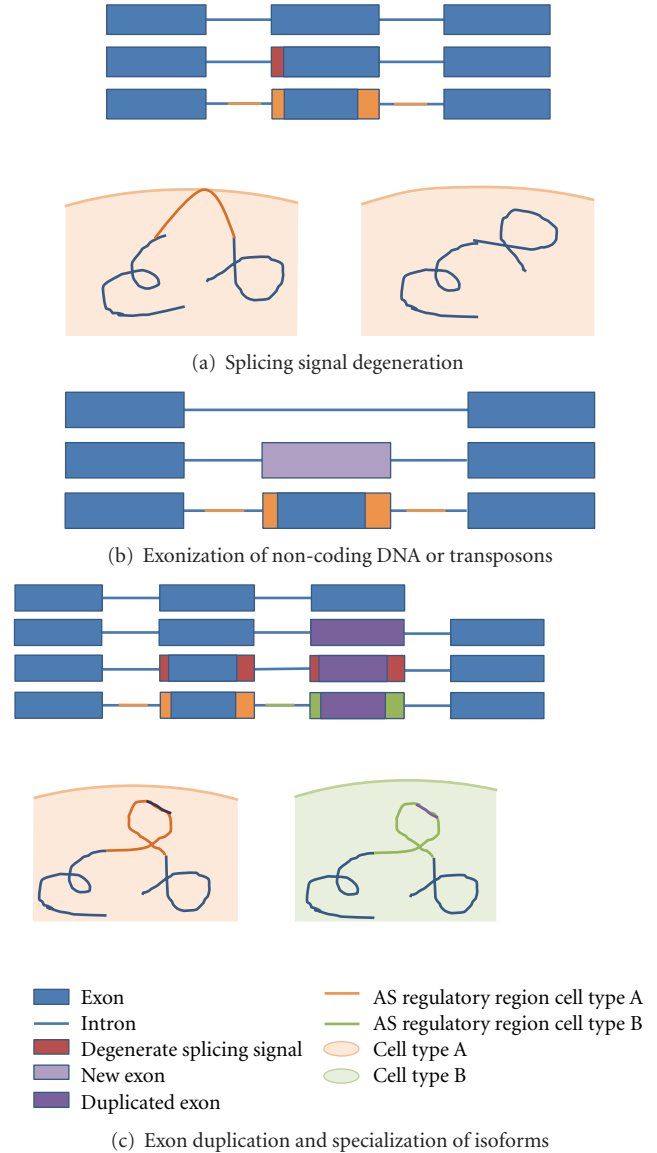 (a) Splicing signal degeneration
(b) Exonization of non-coding DNA or transposons
Exon
Intron
Degenerate splicing signal
New exon
Duplicated exon
AS regulatory region cell type A
AS regulatory region cell type B
Cell type A
Cell type B
(c) Exon duplication and specialization of isoforms